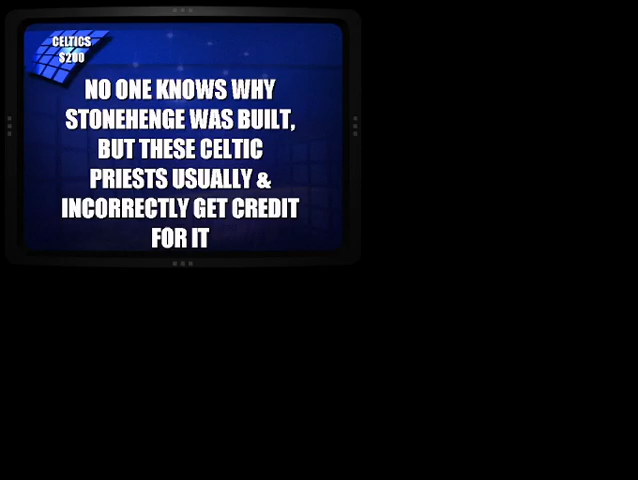 CELTICS
$200
NO ONE KNOWS WHY
STONEHENGE WAS BUILT,
BUT THESE CELTIC
PRIESTS USUALLY &
INCORRECTLY GET CREDIT
FOR IT